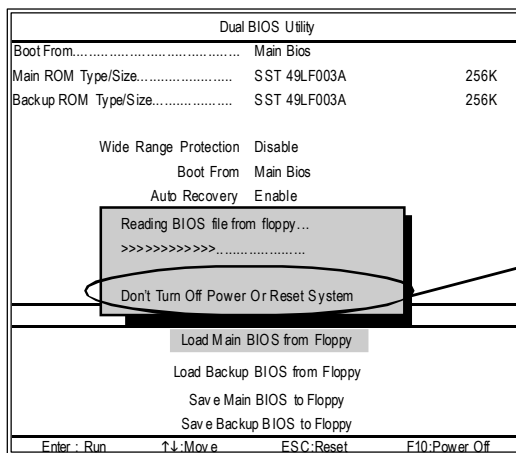 Dual BIOS Utility
Boot From........................................ Main Bios
Main ROM Type/Size....................... SST 49LF003A 256K
Backup ROM Type/Size.................... SST 49LF003A 256K
Wide Range Protection Disable
Boot From Main Bios
Auto Recovery Enable
Reading BIOS file from floppy...
>>>>>>>>>>>>>......................
Don't Turn Off Power Or Reset System
Load Main BIOS from Floppy
Load Backup BIOS from Floppy
Save Main BIOS to Floppy
Save Backup BIOS to Floppy
Enter : Run ↑↓:Move ESC:Reset F10:Power Off